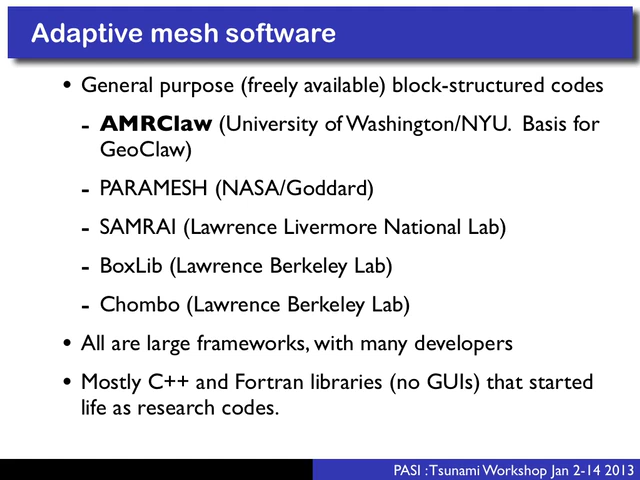 Adaptive mesh software
• General purpose (freely available) block-structured codes
- AMRClaw (University of Washington/NYU. Basis for
GeoClaw)
- PARAMESH (NASA/Goddard)
- SAMRAI (Lawrence Livermore National Lab)
- BoxLib (Lawrence Berkeley Lab)
- Chombo (Lawrence Berkeley Lab)
• All are large frameworks, with many developers
• Mostly C++ and Fortran libraries (no GUIs) that started
life as research codes.
PASI : Tsunami Workshop Jan 2-14 2013